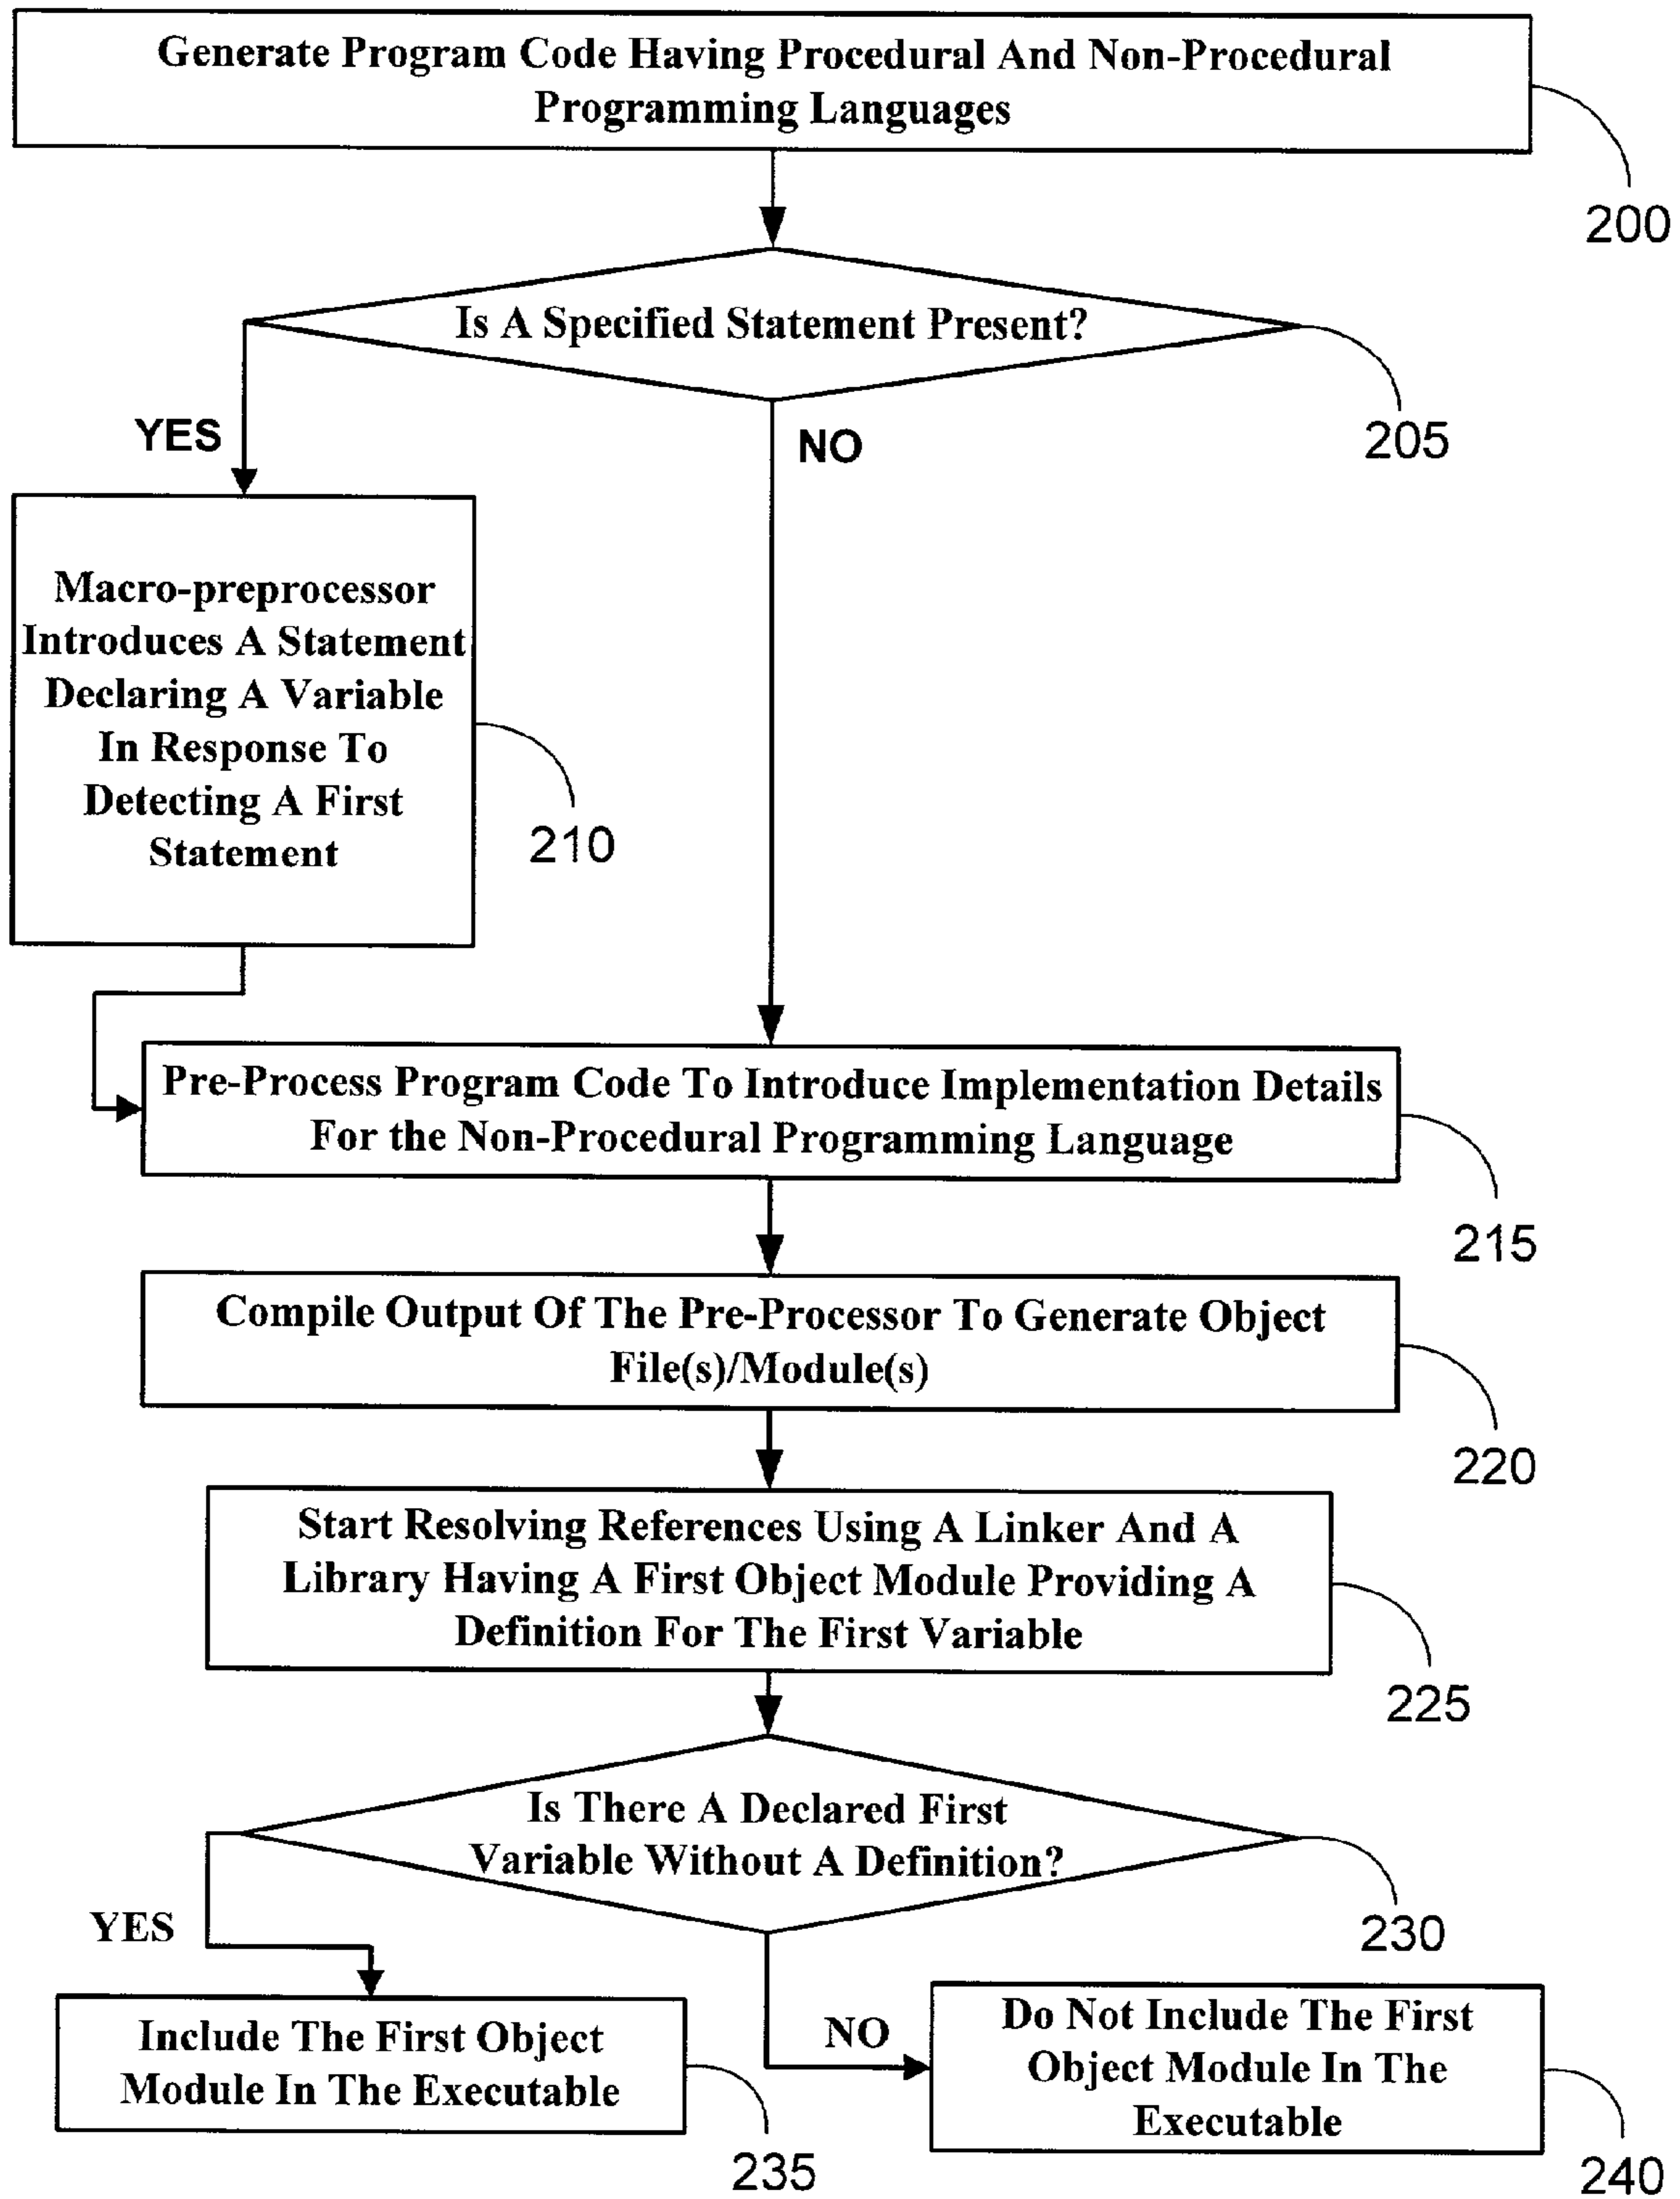 Generate Program Code Having Procedural And Non-Procedural
Programming Languages
200
Is A Specified Statement Present?
205
YES
NO
Macro-preprocessor
Introduces A Statement
Declaring A Variable
In Response To
Detecting A First
Statement
210
Pre-Process Program Code To Introduce Implementation Details
For the Non-Procedural Programming Language
215
Compile Output Of The Pre-Processor To Generate Object
File(s)/Module(s)
220
Start Resolving References Using A Linker And A
Library Having A First Object Module Providing A
Definition For The First Variable
225
Is There A Declared First
Variable Without A Definition?
230
YES
NO
Include The First Object
Module In The Executable
235
Do Not Include The First
Object Module In The
Executable
240